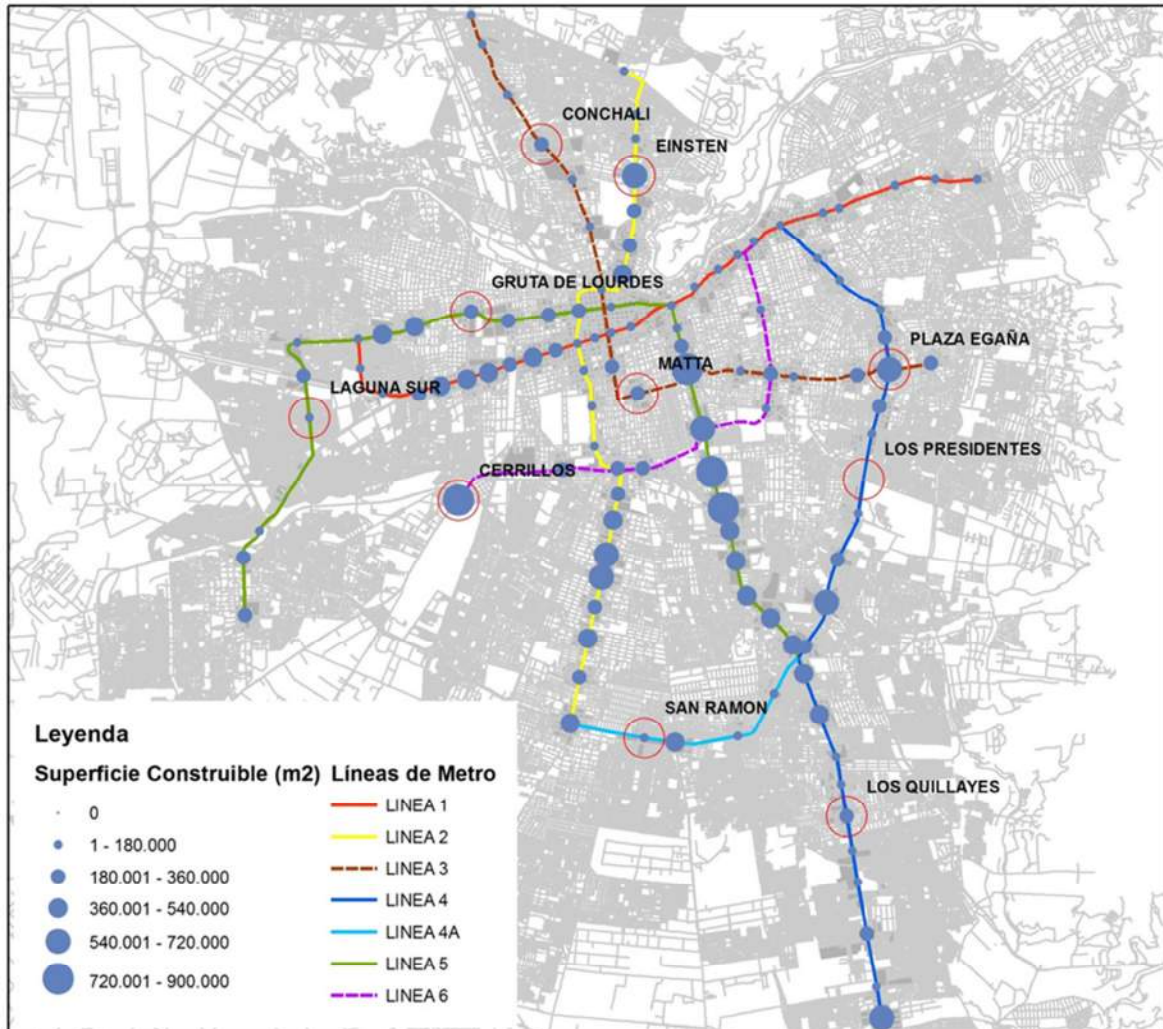 CONCHALI
EINSTEN
GRUTA DE LOURDES
PLAZA EGAÑA
MATTA
LAGUNA SUR
LOS PRESIDENTES
CERRILLOS
SAN RAMON
LOS QUILLAYES
Leyenda
Superficie Construible (m2)
0
1 - 180.000
180.001 - 360.000
360.001 - 540.000
540.001 - 720.000
720.001 - 900.000
Líneas de Metro
LINEA 1
LINEA 2
LINEA 3
LINEA 4
LINEA 4A
LINEA 5
LINEA 6